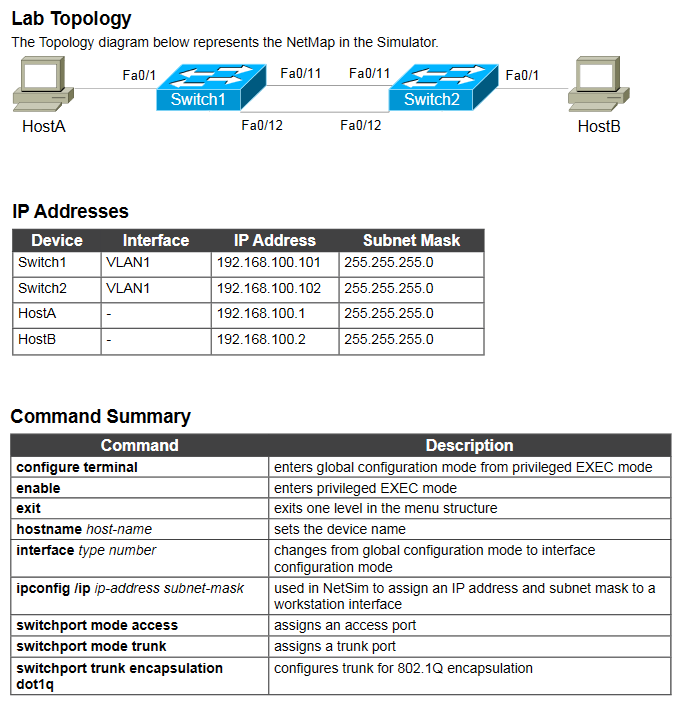 Lab Topology
The Topology diagram below represents the NetMap in the Simulator.
Fa0/1 Fa0/11 Fa0/11 Fa0/1
Switch1 Switch2
HostA Fa0/12 Fa0/12 HostB
IP Addresses
Device Interface IP Address Subnet Mask
Switch1 VLAN1 192.168.100.101 255.255.255.0
Switch2 VLAN1 192.168.100.102 255.255.255.0
HostA - 192.168.100.1 255.255.255.0
HostB - 192.168.100.2 255.255.255.0
Command Summary
Command Description
configure terminal enters global configuration mode from privileged EXEC mode
enable enters privileged EXEC mode
exit exits one level in the menu structure
hostname host-name sets the device name
interface type number changes from global configuration mode to interface
configuration mode
ipconfig /ip ip-address subnet-mask used in NetSim to assign an IP address and subnet mask to a
workstation interface
switchport mode access assigns an access port
switchport mode trunk assigns a trunk port
switchport trunk encapsulation configures trunk for 802.1Q encapsulation
dot1q